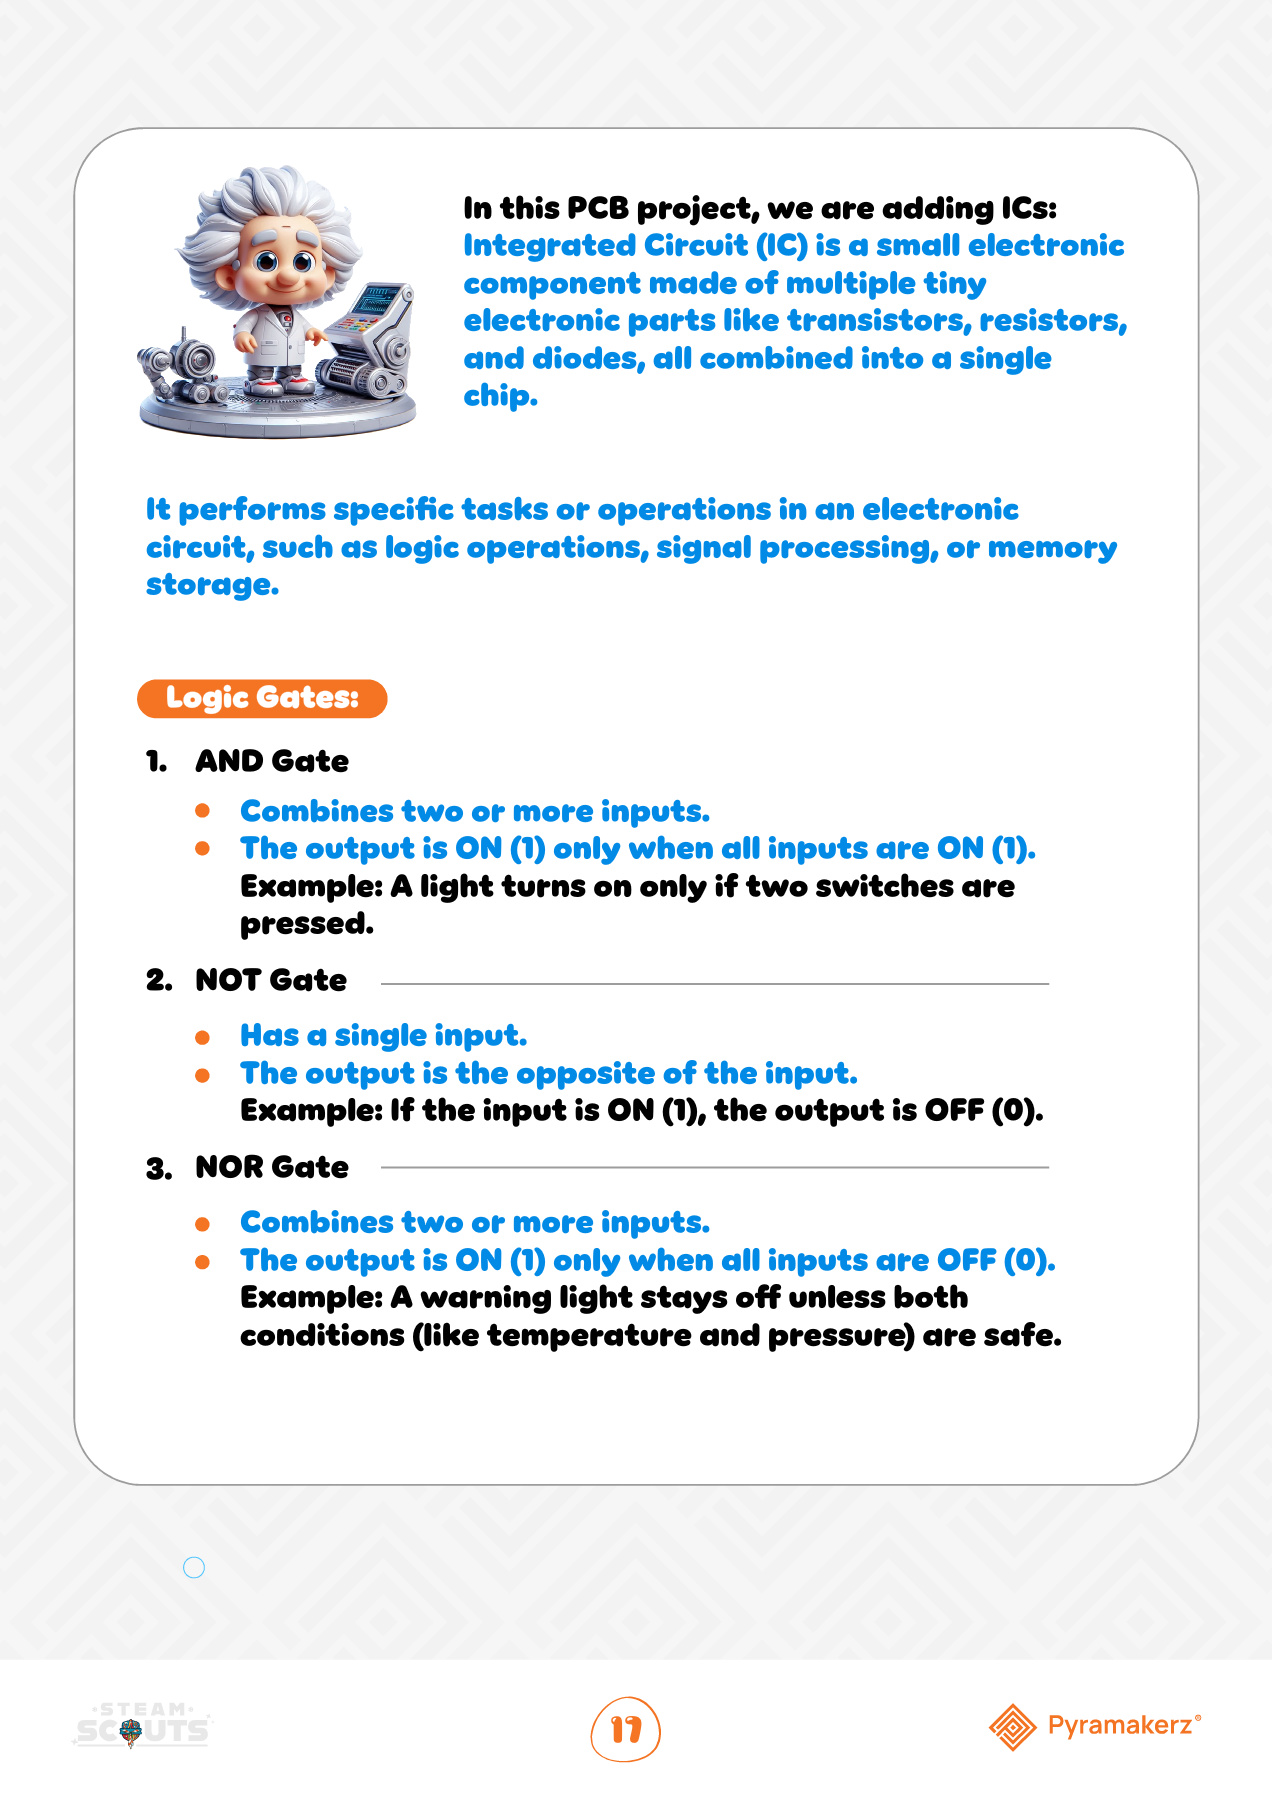 In this PCB project, we are adding ICs:
Integrated Circuit (IC) is a small electronic
component made of multiple tiny
electronic parts like transistors, resistors,
and diodes, all combined into a single
chip.
It performs specific tasks or operations in an electronic
circuit, such as logic operations, signal processing, or memory
storage.
Logic Gates:
1. AND Gate
• Combines two or more inputs.
• The output is ON (1) only when all inputs are ON (1).
Example: A light turns on only if two switches are
pressed.
2. NOT Gate
• Has a single input.
• The output is the opposite of the input.
Example: If the input is ON (1), the output is OFF (0).
3. NOR Gate
• Combines two or more inputs.
• The output is ON (1) only when all inputs are OFF (0).
Example: A warning light stays off unless both
conditions (like temperature and pressure) are safe.
STEAM
SCOUTS
17
Pyramakerz®